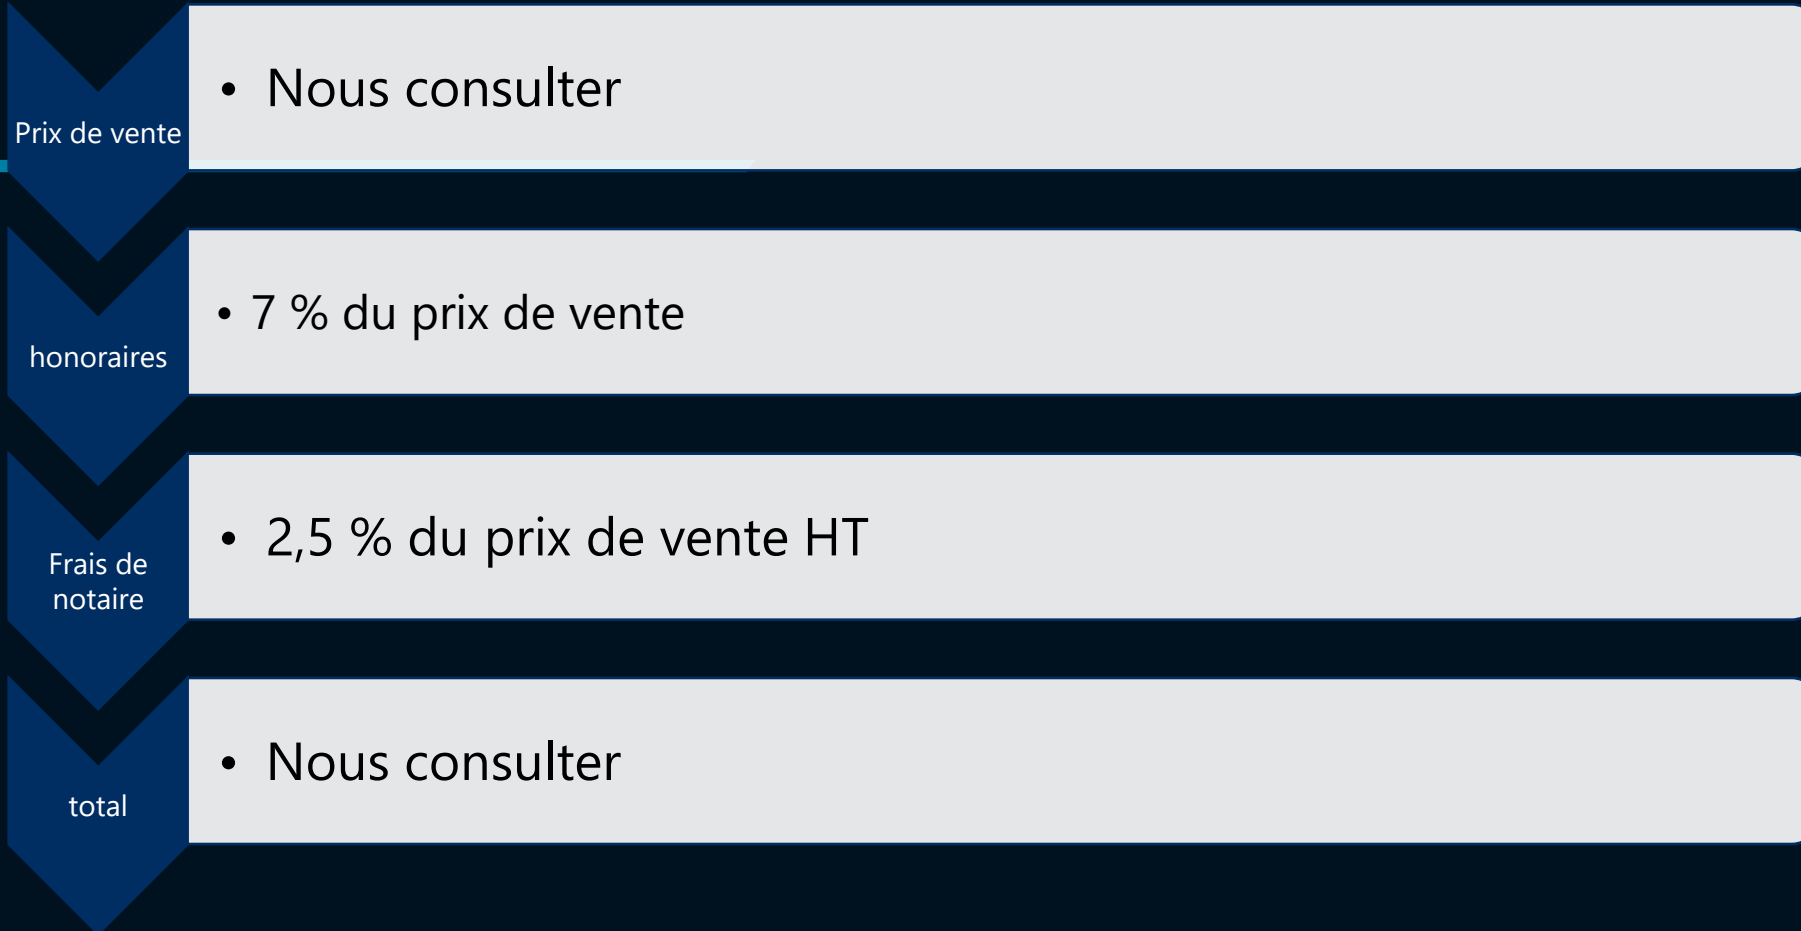 Prix de vente
• Nous consulter
honoraires
• 7 % du prix de vente
Frais de
notaire
• 2,5 % du prix de vente HT
total
• Nous consulter